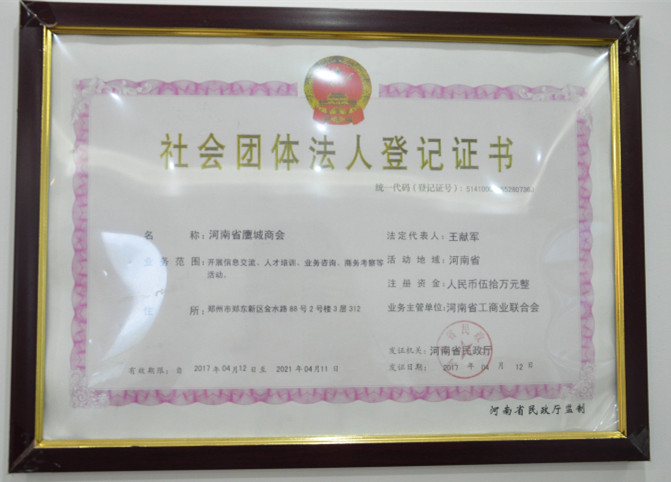 社会团体法人登记证书
统一代码（登记证号）：
名 称：河南省鹰城商会
业务范围：开展信息交流、人才培训、业务咨询、商务考察等
活动。
住 所：郑州市郑东新区金水路88号2号楼3层312
有效期限：自 2017年04月12日至 2021年04月11日
法定代表人：王献军
活动地域：河南省
注册资金：人民币伍拾万元整
业务主管单位：河南省工商业联合会
发证机关：河南省民政厅
发证日期：2017 年 04 月 12日
河南省民政厅监制